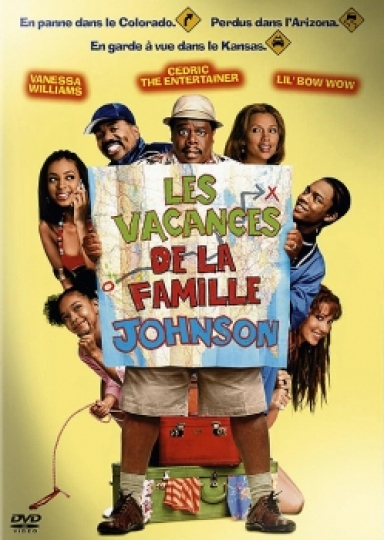 En panne dans le Colorado. Perdus dans l'Arizona.
En garde à vue dans le Kansas.
VANESSA
WILLIAMS
CEDRIC
THE ENTERTAINER
LIL' BOW WOW
LES
VACANCES
DE LA
FAMILLE
JOHNSON
DVD
VIDEO